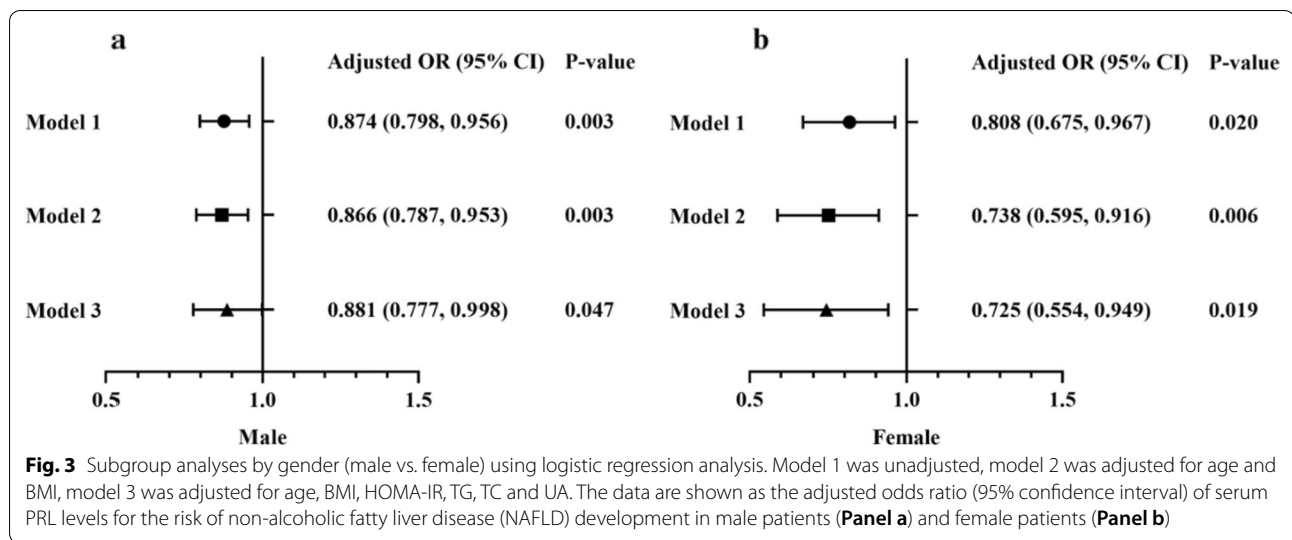 a
Adjusted OR (95% CI) P-value
Model 1 0.874 (0.798, 0.956) 0.003
Model 2 0.866 (0.787, 0.953) 0.003
Model 3 0.881 (0.777, 0.998) 0.047
0.5 1.0 1.5
Male
b
Adjusted OR (95% CI) P-value
Model 1 0.808 (0.675, 0.967) 0.020
Model 2 0.738 (0.595, 0.916) 0.006
Model 3 0.725 (0.554, 0.949) 0.019
0.5 1.0 1.5
Female
Fig. 3 Subgroup analyses by gender (male vs. female) using logistic regression analysis. Model 1 was unadjusted, model 2 was adjusted for age and
BMI, model 3 was adjusted for age, BMI, HOMA-IR, TG, TC and UA. The data are shown as the adjusted odds ratio (95% confidence interval) of serum
PRL levels for the risk of non-alcoholic fatty liver disease (NAFLD) development in male patients (Panel a) and female patients (Panel b)